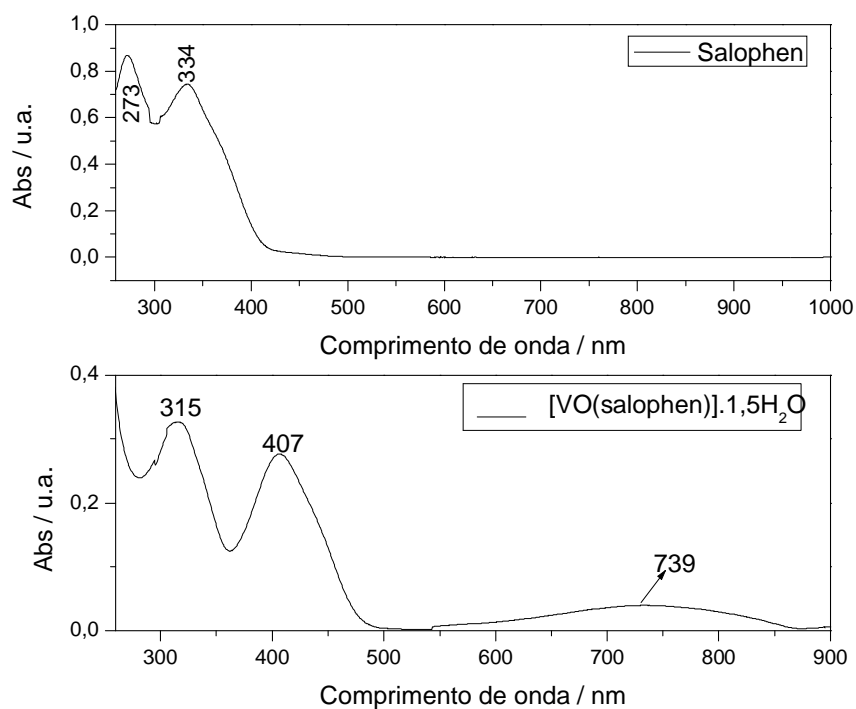 1,0
0,8
0,6
0,4
0,2
0,0
Abs / u.a.
273
334
Salophen
300 400 500 600 700 800 900 1000
Comprimento de onda / nm
0,4
0,2
0,0
Abs / u.a.
315
407
739
[VO(salophen)].1,5H₂O
300 400 500 600 700 800 900
Comprimento de onda / nm